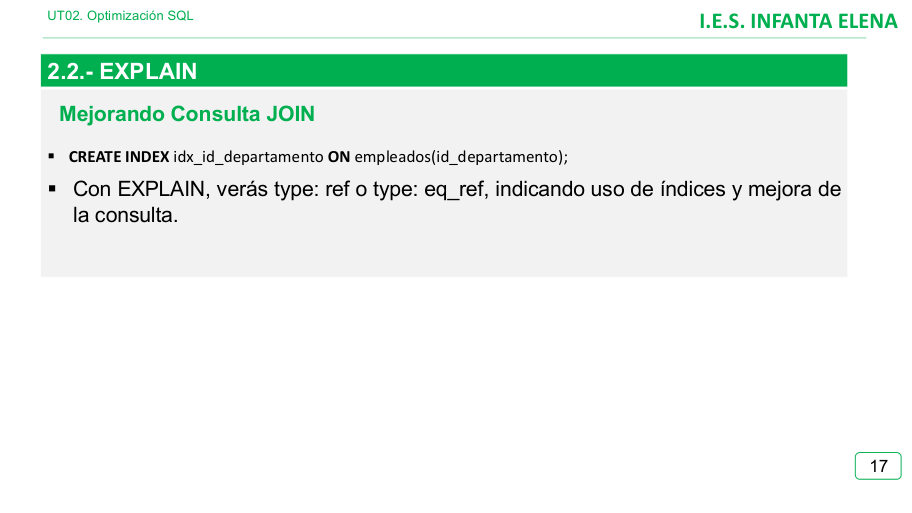 UT02. Optimización SQL
I.E.S. INFANTA ELENA
2.2.- EXPLAIN
Mejorando Consulta JOIN
▪ CREATE INDEX idx_id_departamento ON empleados(id_departamento);
▪ Con EXPLAIN, verás type: ref o type: eq_ref, indicando uso de índices y mejora de
la consulta.
17